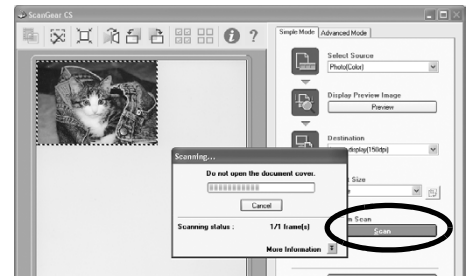 ScanGear CS
Simple Mode Advanced Mode
Select Source
Photo(Color)
Display Preview Image
Preview
Destination
display(150dpi)
Size
Scanning...
Do not open the document cover.
Cancel
Scanning status : 1/1 frame(s)
More Information
Scan
Scan